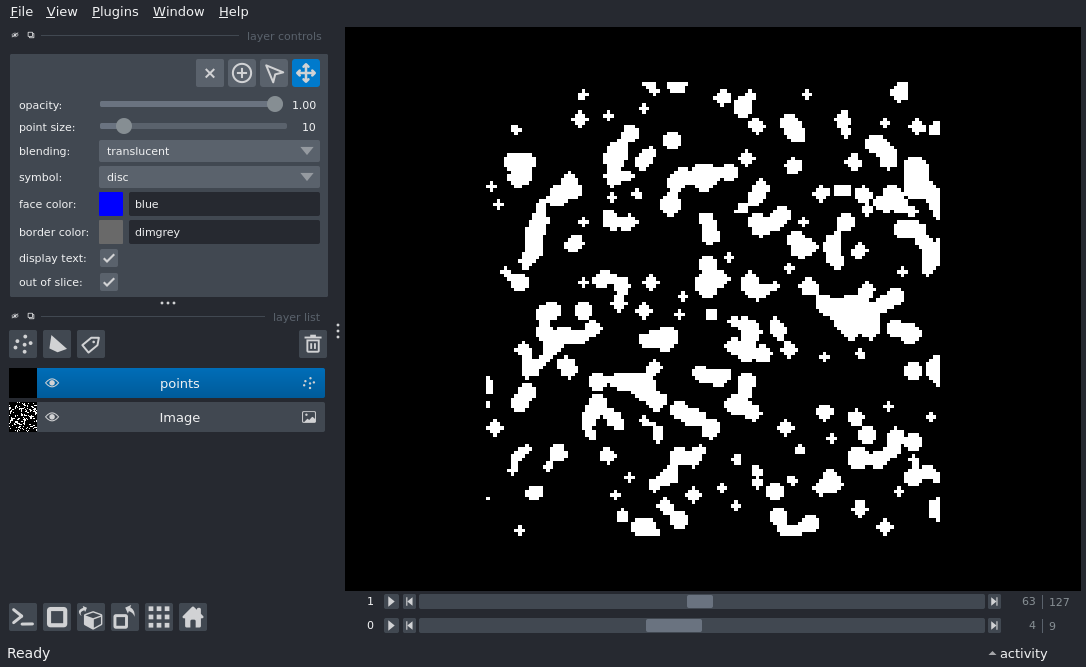 File View Plugins Window Help
layer controls
opacity: 1.00
point size: 10
blending: translucent
symbol: disc
face color: blue
border color: dimgrey
display text:
out of slice:
layer list
points
Image
1 63 127
0 4 9
Ready activity